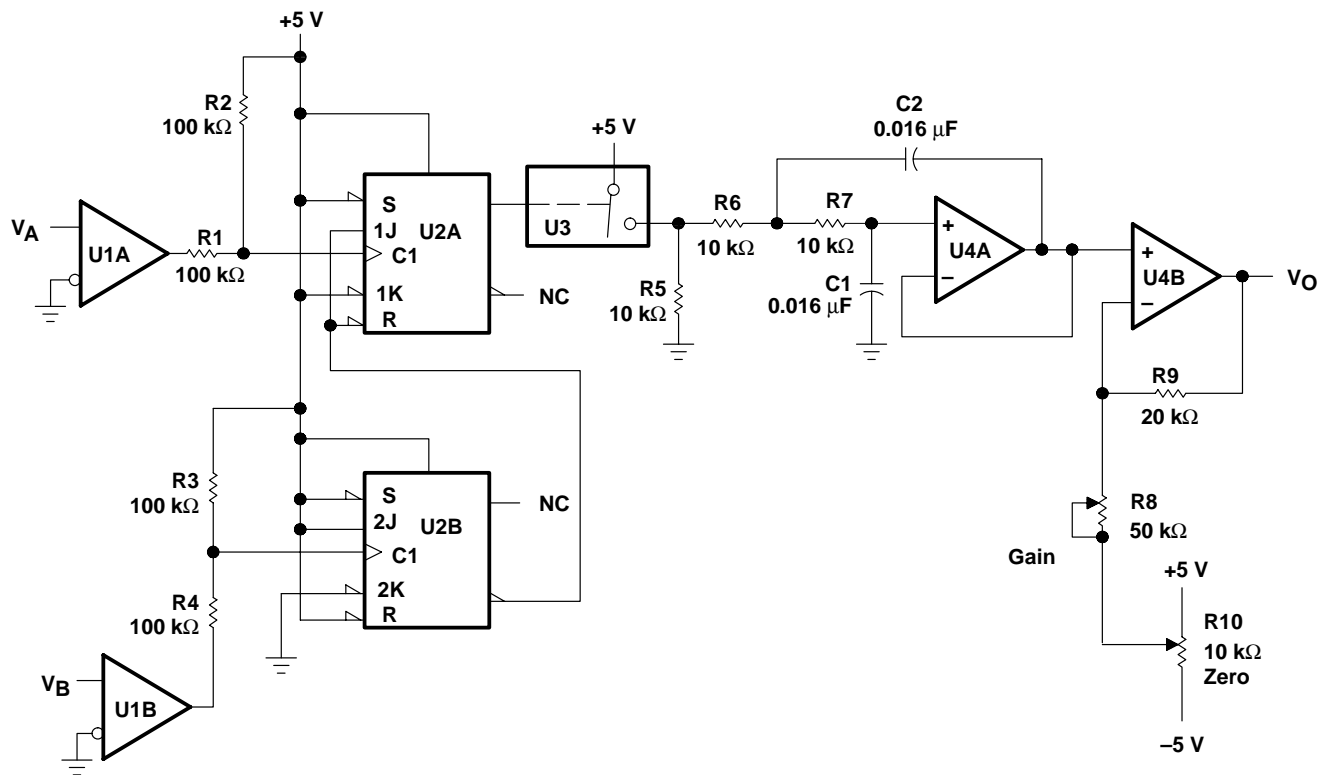 +5 V
R2
100 kΩ
VA
U1A
R1
100 kΩ
S
1J
C1
1K
R
U2A
NC
+5 V
U3
R5
10 kΩ
R6
10 kΩ
R7
10 kΩ
C1
0.016 μF
C2
0.016 μF
+
−
U4A
+
−
U4B
VO
R9
20 kΩ
R8
50 kΩ
Gain
+5 V
R10
10 kΩ
Zero
–5 V
R3
100 kΩ
R4
100 kΩ
S
2J
C1
2K
R
U2B
NC
VB
U1B